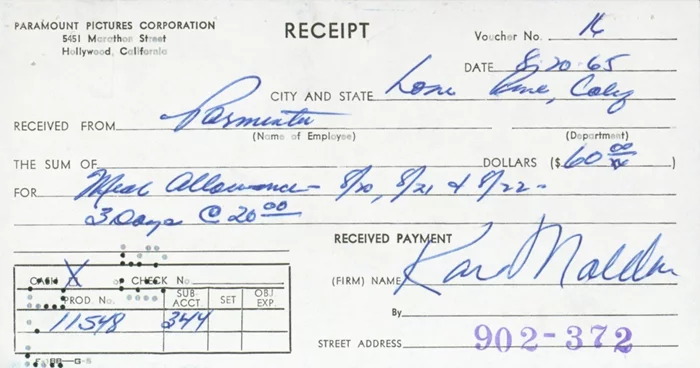 PARAMOUNT PICTURES CORPORATION
5451 Marathon Street
Hollywood, California
RECEIPT
Voucher No. 16
DATE 8-20-65
CITY AND STATE Lone Pine, Calif
RECEIVED FROM Parmenter
(Name of Employee) (Department)
THE SUM OF DOLLARS ($60 00/xx)
FOR Meal Allowance - 8/20, 8/21 & 8/22 -
3 Days @ 20 00
RECEIVED PAYMENT
(FIRM) NAME Karl Malden
By
STREET ADDRESS 902-372
CASH X or CHECK No
PROD. No. SUB-ACCT. SET OBJ EXP.
11548 344